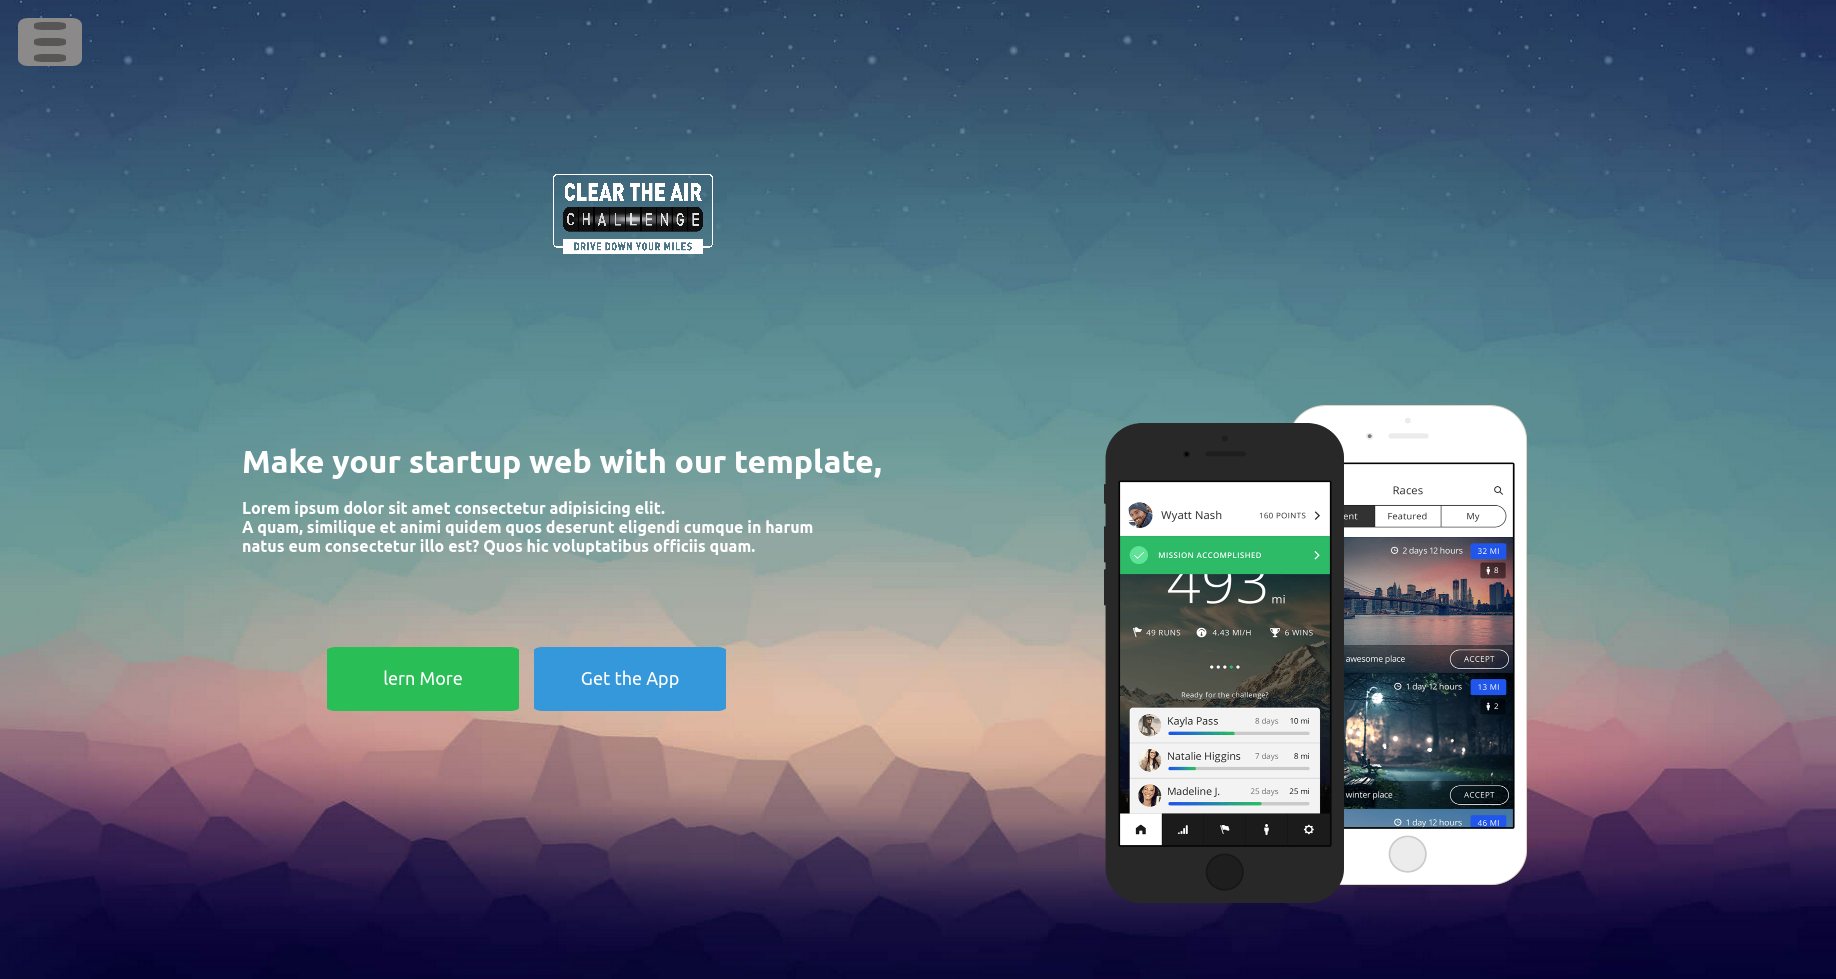 CLEAR THE AIR
CHALLENGE
DRIVE DOWN YOUR MILES
Make your startup web with our template,
Lorem ipsum dolor sit amet consectetur adipisicing elit.
A quam, similique et animi quidem quos deserunt eligendi cumque in harum
natus eum consectetur illo est? Quos hic voluptatibus officiis quam.
lern More
Get the App
Wyatt Nash 160 POINTS
MISSION ACCOMPLISHED
493 mi
49 RUNS 4.43 MI/H 6 WINS
Ready for the challenge?
Kayla Pass 8 days 10 mi
Natalie Higgins 7 days 8 mi
Madeline J. 25 days 25 mi
Races
ent Featured My
2 days 12 hours 32 MI
8
awesome place ACCEPT
1 day 12 hours 13 MI
2
winter place ACCEPT
1 day 12 hours 46 MI